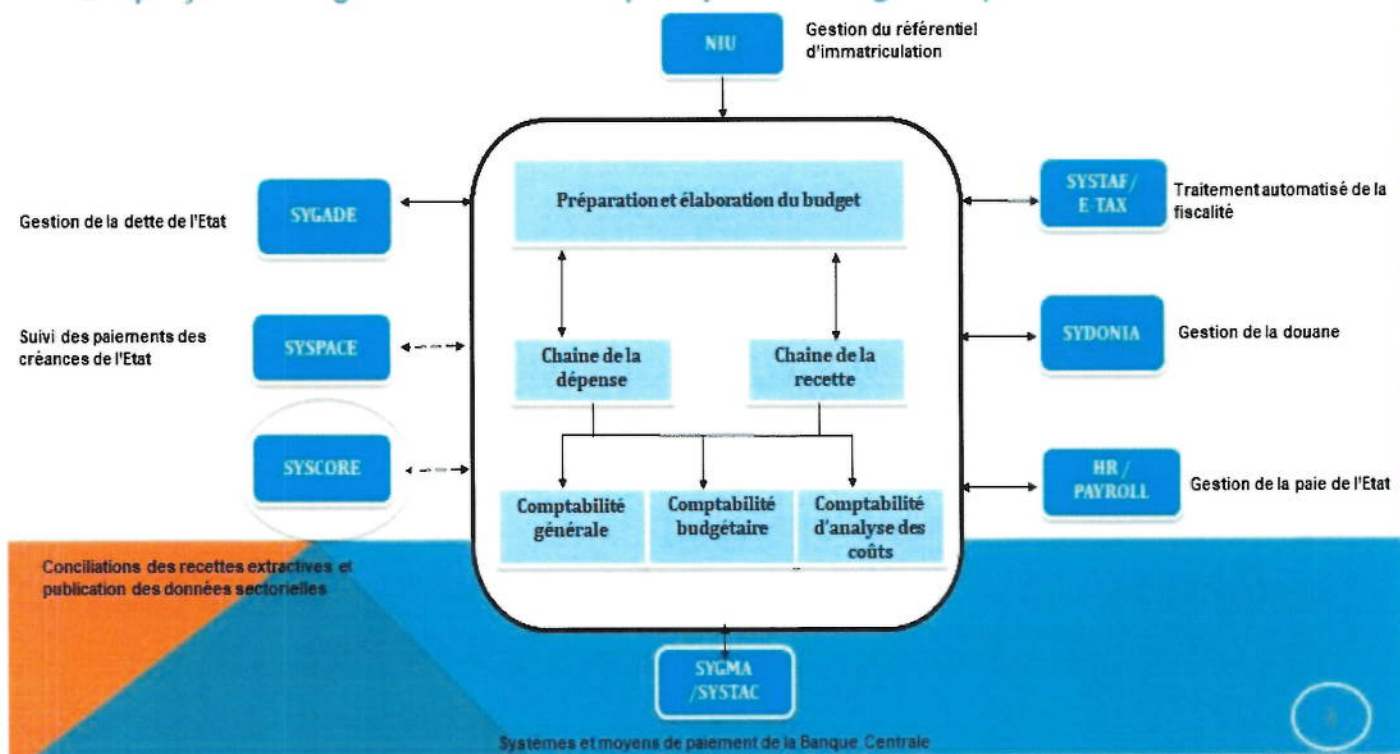 NIU
Gestion du référentiel
d'immatriculation
Gestion de la dette de l'Etat
SYGADE
Préparation et élaboration du budget
SYSTAF/
E-TAX
Traitement automatisé de la
fiscalité
Suivi des paiements des
créances de l'Etat
SYSPACE
Chaine de la
dépense
Chaine de la
recette
SYDONIA
Gestion de la douane
SYSCORE
Comptabilité
générale
Comptabilité
budgétaire
Comptabilité
d'analyse des
coûts
HR /
PAYROLL
Gestion de la paie de l'Etat
Conciliations des recettes extractives et
publication des données sectorielles
SYGMA
/SYSTAC
Systèmes et moyens de paiement de la Banque Centrale